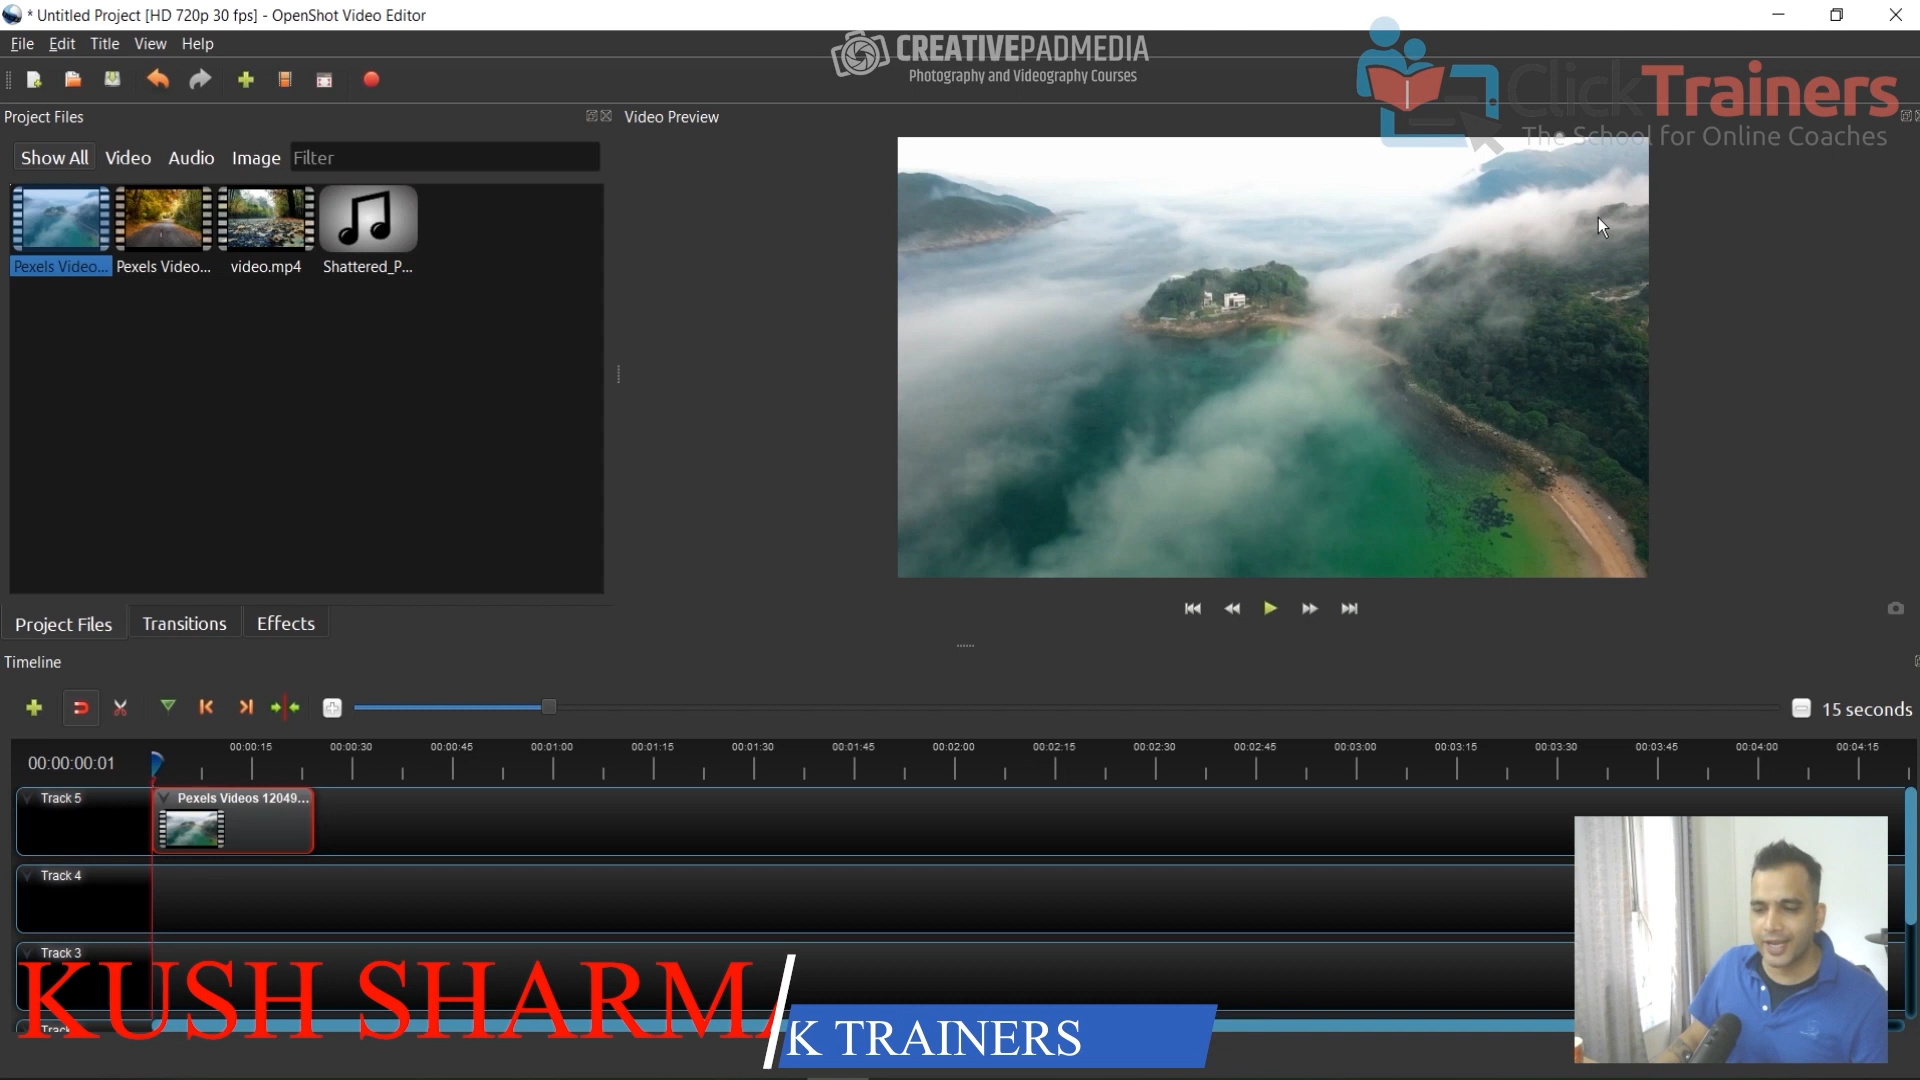 * Untitled Project [HD 720p 30 fps] - OpenShot Video Editor
File Edit Title View Help
CREATIVEPADMEDIA
Photography and Videography Courses
ClickTrainers
The School for Online Coaches
Project Files
Video Preview
Show All Video Audio Image Filter
Pexels Video... Pexels Video... video.mp4 Shattered_P...
Project Files Transitions Effects
Timeline
15 seconds
00:00:00:01
00:00:15 00:00:30 00:00:45 00:01:00 00:01:15 00:01:30 00:01:45 00:02:00 00:02:15 00:02:30 00:02:45 00:03:00 00:03:15 00:03:30 00:03:45 00:04:00 00:04:15
Track 5
Pexels Videos 12049...
Track 4
Track 3
KUSH SHARMA
Track
K TRAINERS